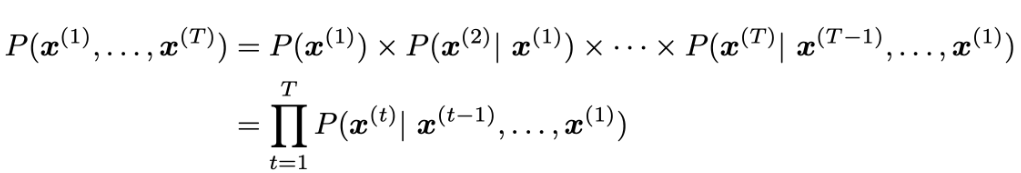 P(𝒙⁽¹⁾, . . . , 𝒙⁽ᵀ⁾) = P(𝒙⁽¹⁾) × P(𝒙⁽²⁾| 𝒙⁽¹⁾) × · · · × P(𝒙⁽ᵀ⁾| 𝒙⁽ᵀ⁻¹⁾, . . . , 𝒙⁽¹⁾)
= ∏_{t=1}^{T} P(𝒙⁽ᵗ⁾| 𝒙⁽ᵗ⁻¹⁾, . . . , 𝒙⁽¹⁾)